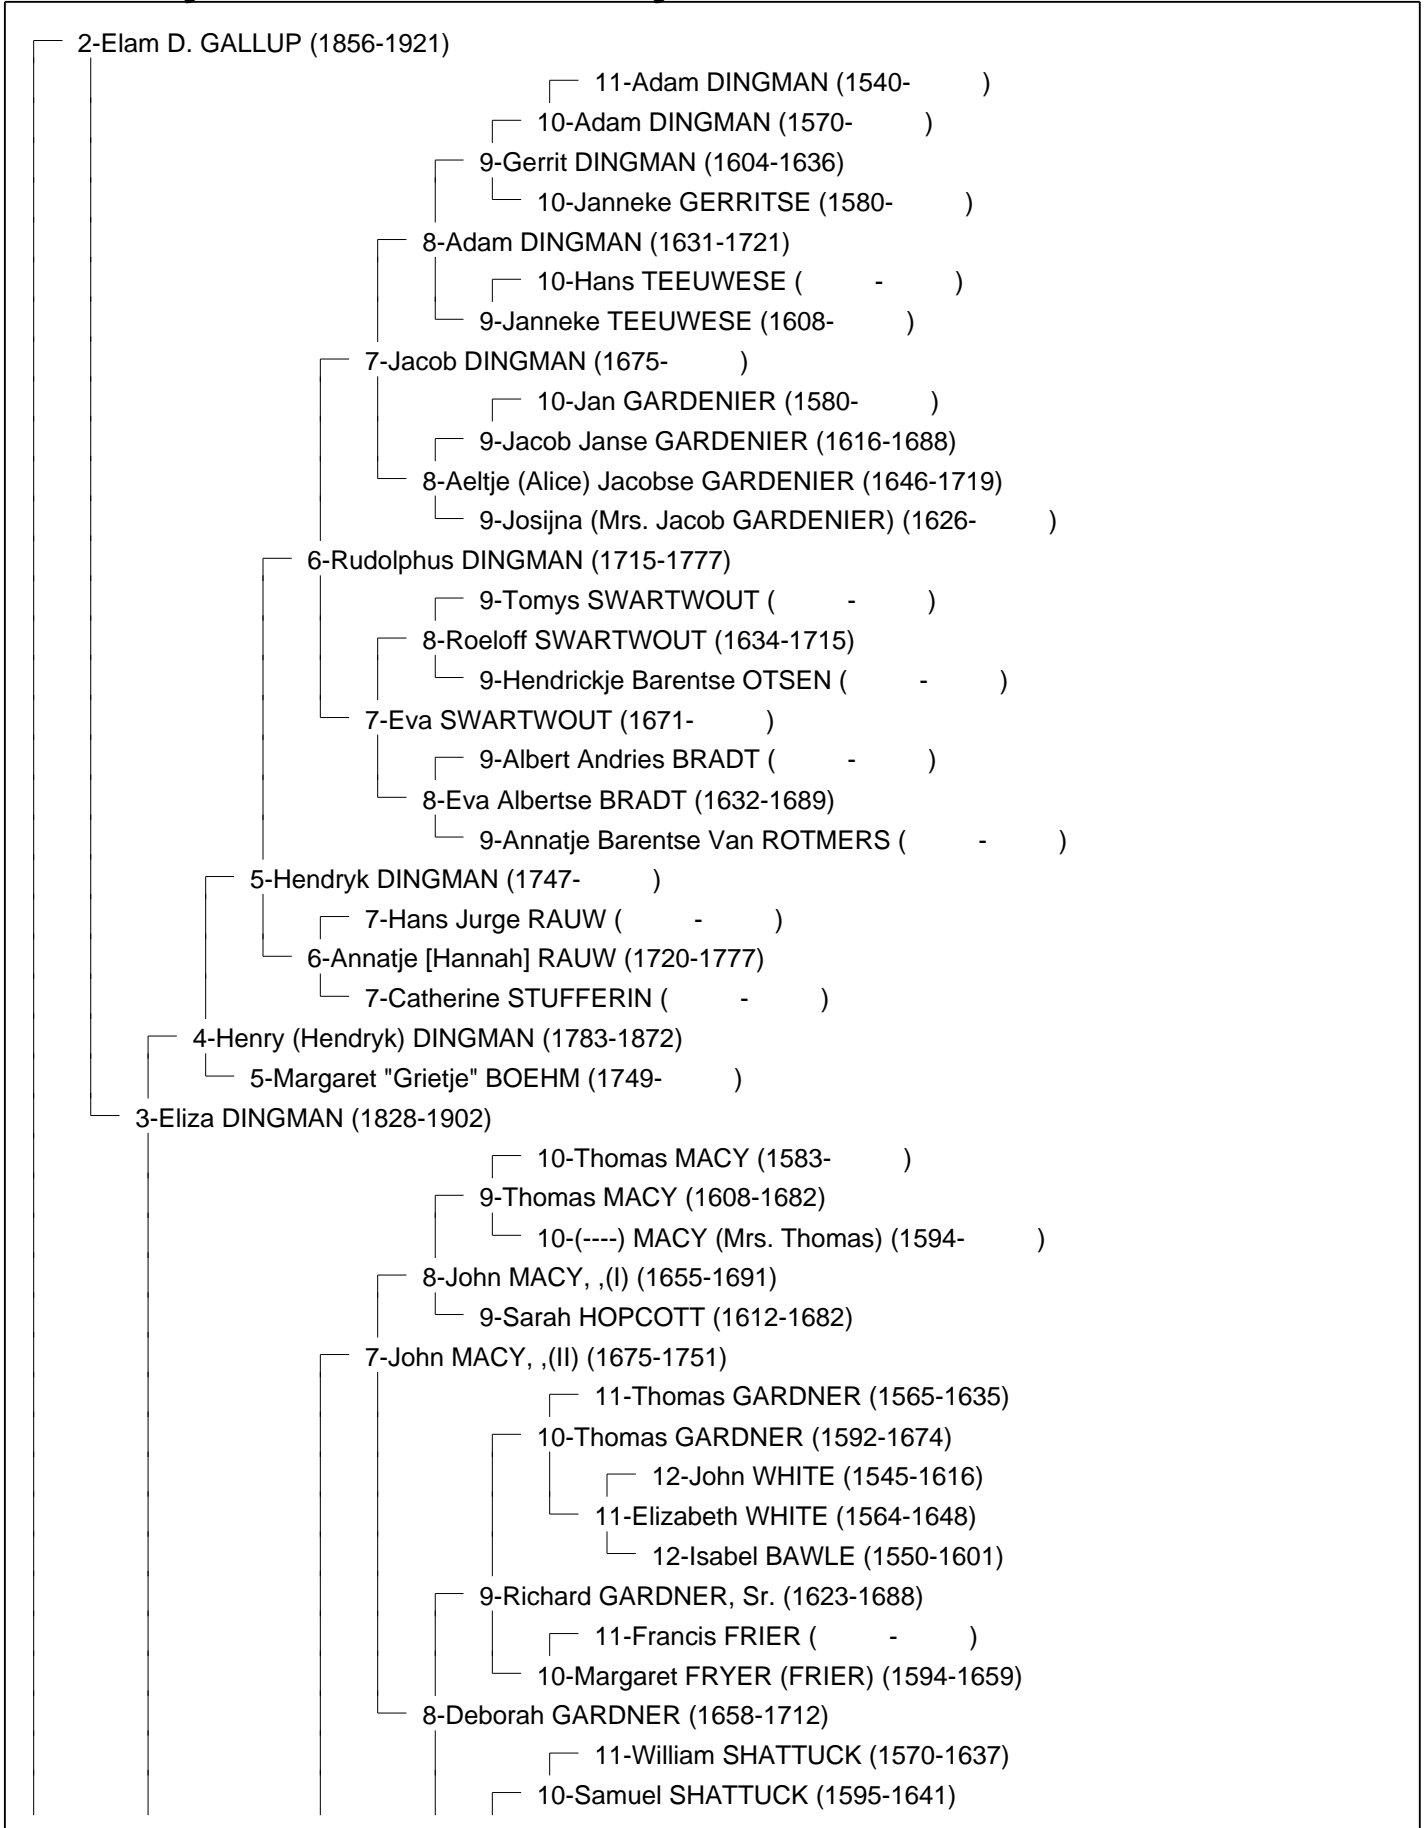 2-Elam D. GALLUP (1856-1921)
11-Adam DINGMAN (1540- )
10-Adam DINGMAN (1570- )
9-Gerrit DINGMAN (1604-1636)
10-Janneke GERRITSE (1580- )
8-Adam DINGMAN (1631-1721)
10-Hans TEEUWESE ( - )
9-Janneke TEEUWESE (1608- )
7-Jacob DINGMAN (1675- )
10-Jan GARDENIER (1580- )
9-Jacob Janse GARDENIER (1616-1688)
8-Aeltje (Alice) Jacobse GARDENIER (1646-1719)
9-Josijna (Mrs. Jacob GARDENIER) (1626- )
6-Rudolphus DINGMAN (1715-1777)
9-Tomys SWARTWOUT ( - )
8-Roeloff SWARTWOUT (1634-1715)
9-Hendrickje Barentse OTSEN ( - )
7-Eva SWARTWOUT (1671- )
9-Albert Andries BRADT ( - )
8-Eva Albertse BRADT (1632-1689)
9-Annatje Barentse Van ROTMERS ( - )
5-Hendryk DINGMAN (1747- )
7-Hans Jurge RAUW ( - )
6-Annatje [Hannah] RAUW (1720-1777)
7-Catherine STUFFERIN ( - )
4-Henry (Hendryk) DINGMAN (1783-1872)
5-Margaret "Grietje" BOEHM (1749- )
3-Eliza DINGMAN (1828-1902)
10-Thomas MACY (1583- )
9-Thomas MACY (1608-1682)
10-(----) MACY (Mrs. Thomas) (1594- )
8-John MACY, ,(I) (1655-1691)
9-Sarah HOPCOTT (1612-1682)
7-John MACY, ,(II) (1675-1751)
11-Thomas GARDNER (1565-1635)
10-Thomas GARDNER (1592-1674)
12-John WHITE (1545-1616)
11-Elizabeth WHITE (1564-1648)
12-Isabel BAWLE (1550-1601)
9-Richard GARDNER, Sr. (1623-1688)
11-Francis FRIER ( - )
10-Margaret FRYER (FRIER) (1594-1659)
8-Deborah GARDNER (1658-1712)
11-William SHATTUCK (1570-1637)
10-Samuel SHATTUCK (1595-1641)